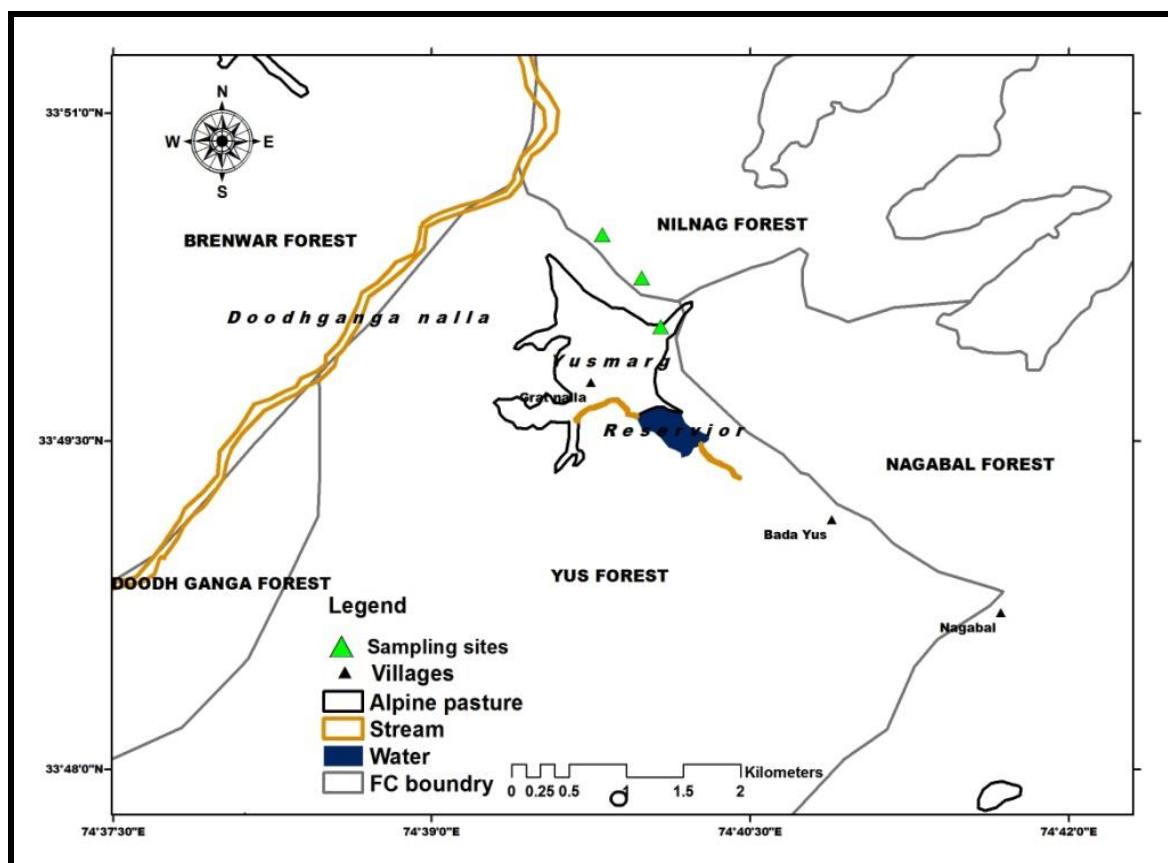 33°51'0"N
N
W
E
S
BRENWAR FOREST
NILNAG FOREST
Doodhganga nalla
Yusmarg
Grat nalla
33°49'30"N
Reservior
NAGABAL FOREST
Bada Yus
DOODH GANGA FOREST
YUS FOREST
Nagabal
Legend
Sampling sites
Villages
Alpine pasture
Stream
Water
FC boundry
33°48'0"N
Kilometers
0 0.25 0.5 1 1.5 2
74°37'30"E 74°39'0"E 74°40'30"E 74°42'0"E